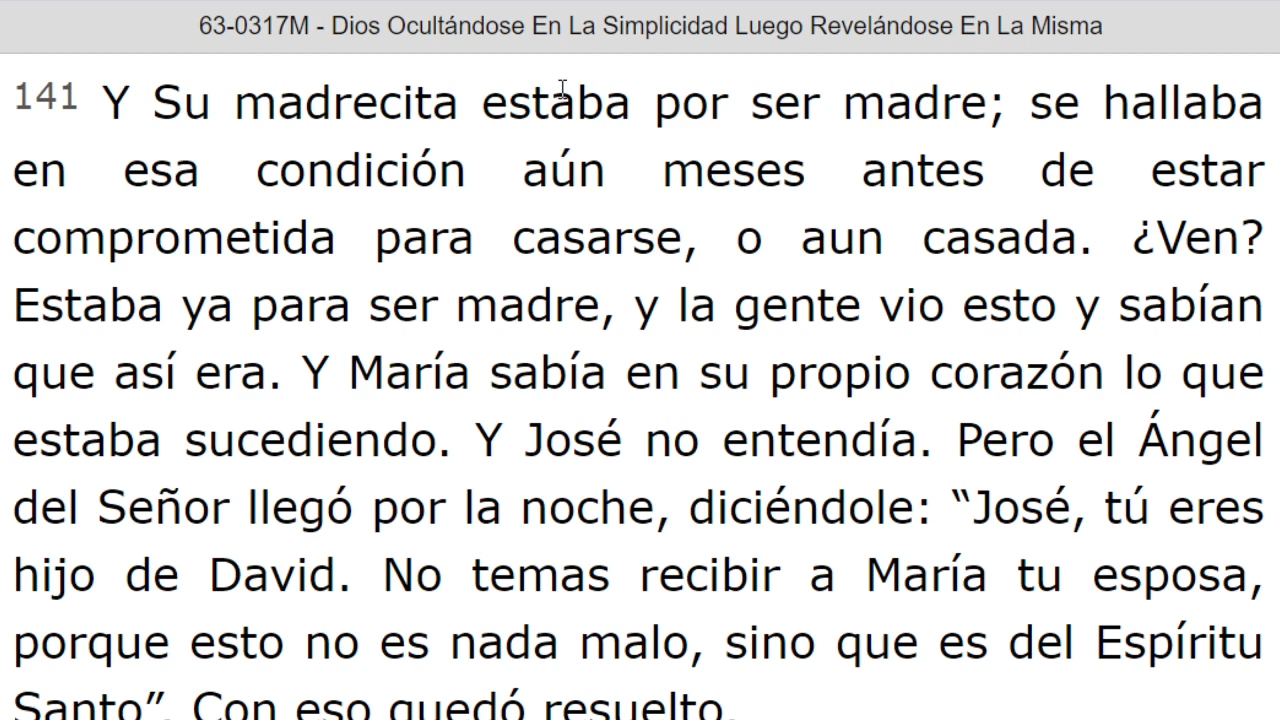 63-0317M - Dios Ocultándose En La Simplicidad Luego Revelándose En La Misma
141 Y Su madrecita estaba por ser madre; se hallaba
en esa condición aún meses antes de estar
comprometida para casarse, o aun casada. ¿Ven?
Estaba ya para ser madre, y la gente vio esto y sabían
que así era. Y María sabía en su propio corazón lo que
estaba sucediendo. Y José no entendía. Pero el Ángel
del Señor llegó por la noche, diciéndole: “José, tú eres
hijo de David. No temas recibir a María tu esposa,
porque esto no es nada malo, sino que es del Espíritu
Santo”. Con eso quedó resuelto.